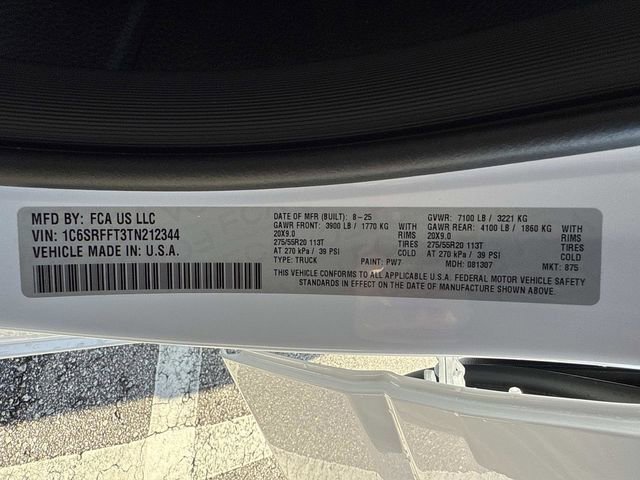 MFD BY: FCA US LLC
VIN: 1C6SRFFT3TN212344
VEHICLE MADE IN: U.S.A.
DATE OF MFR (BUILT): 8-25
GAWR FRONT: 3900 LB / 1770 KG WITH
20X9.0 RIMS
275/55R20 113T TIRES
AT 270 kPa / 39 PSI COLD
TYPE: TRUCK PAINT: PW7
GVWR: 7100 LB / 3221 KG
GAWR REAR: 4100 LB / 1860 KG WITH
20X9.0 RIMS
275/55R20 113T TIRES
AT 270 kPa / 39 PSI COLD
MDH: 081307 MKT: 875
THIS VEHICLE CONFORMS TO ALL APPLICABLE U.S.A. FEDERAL MOTOR VEHICLE SAFETY
STANDARDS IN EFFECT ON THE DATE OF MANUFACTURE SHOWN ABOVE.